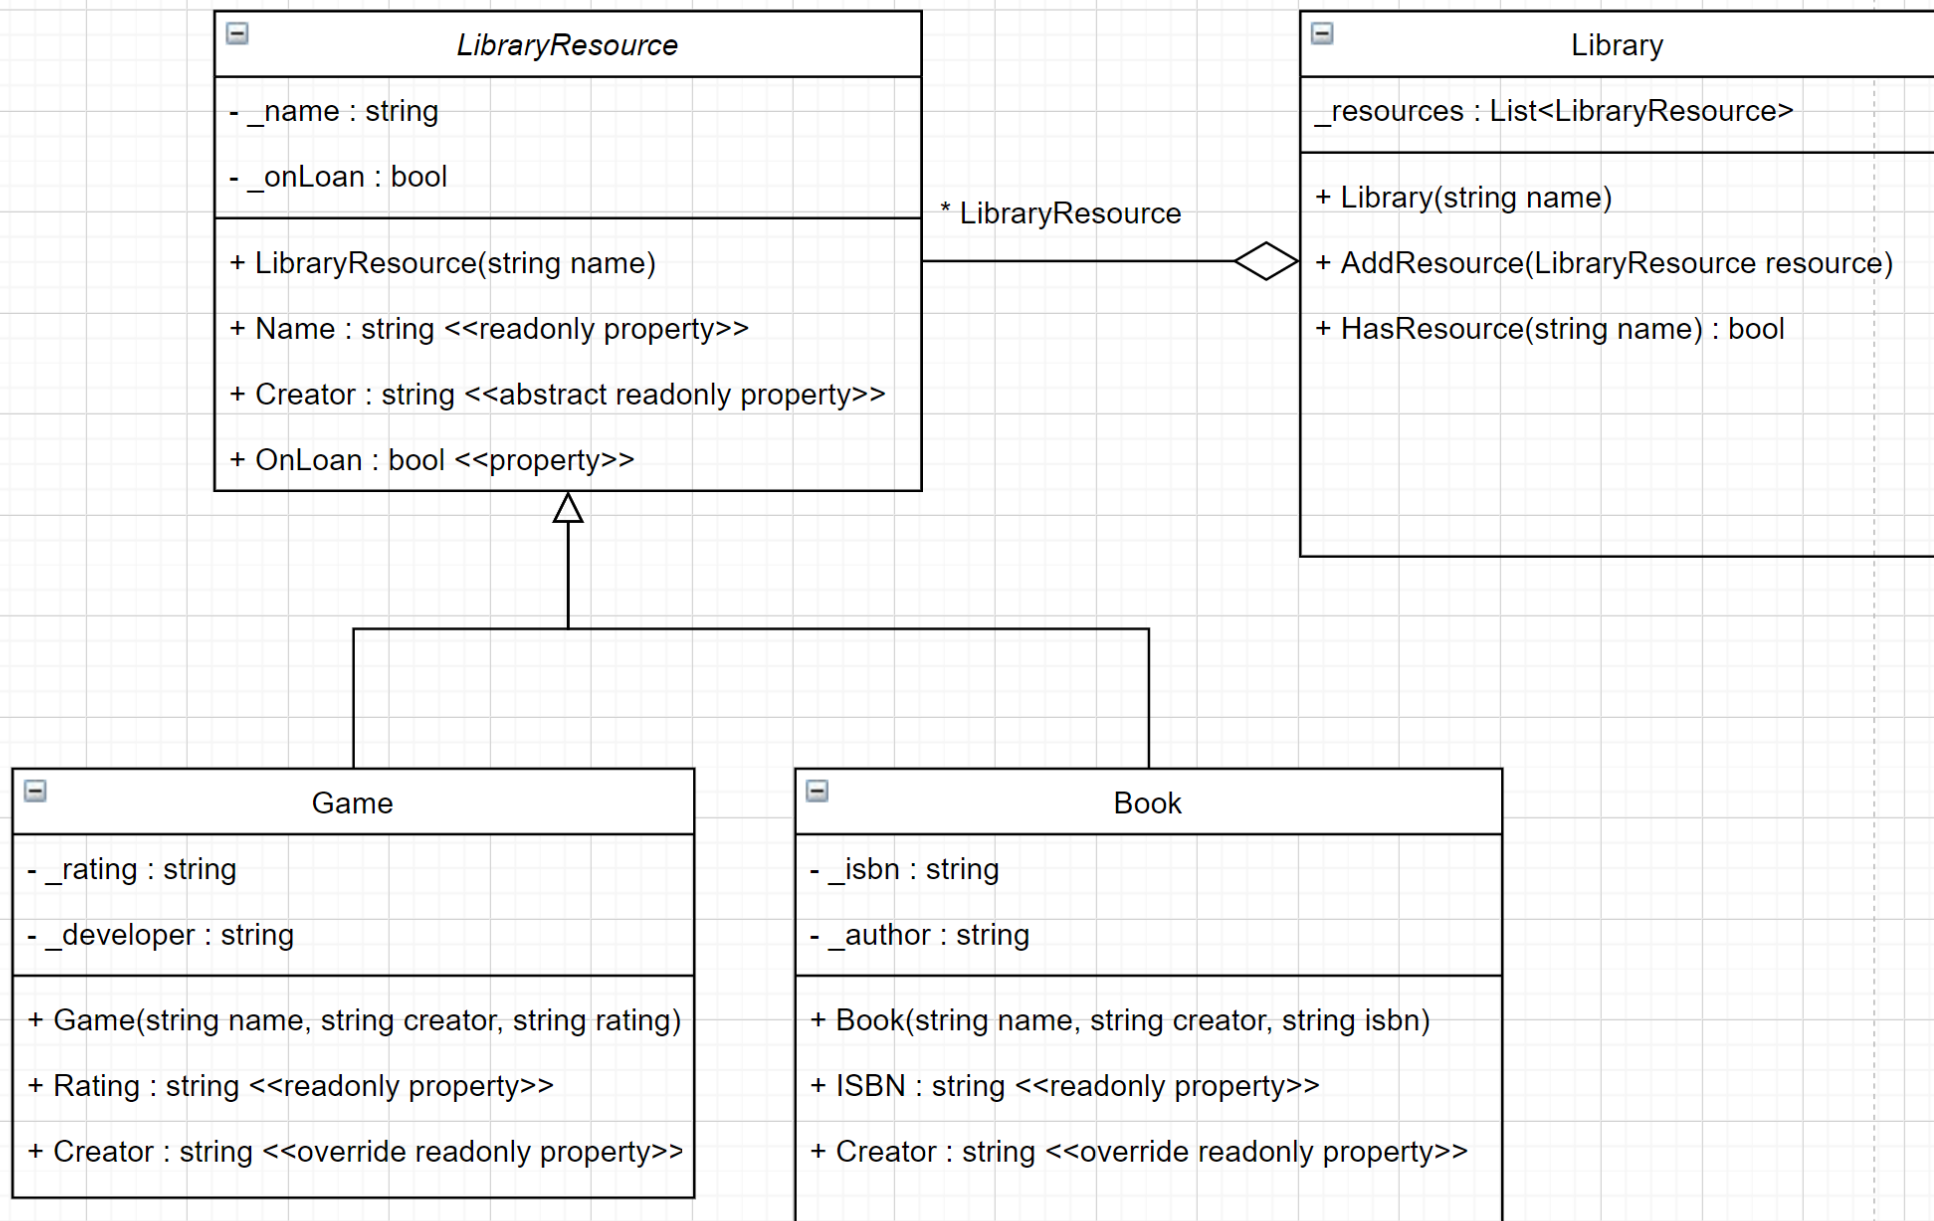 LibraryResource
- _name : string
- _onLoan : bool
+ LibraryResource(string name)
+ Name : string <<readonly property>>
+ Creator : string <<abstract readonly property>>
+ OnLoan : bool <<property>>
* LibraryResource
Library
_resources : List<LibraryResource>
+ Library(string name)
+ AddResource(LibraryResource resource)
+ HasResource(string name) : bool
Game
- _rating : string
- _developer : string
+ Game(string name, string creator, string rating)
+ Rating : string <<readonly property>>
+ Creator : string <<override readonly property>>
Book
- _isbn : string
- _author : string
+ Book(string name, string creator, string isbn)
+ ISBN : string <<readonly property>>
+ Creator : string <<override readonly property>>